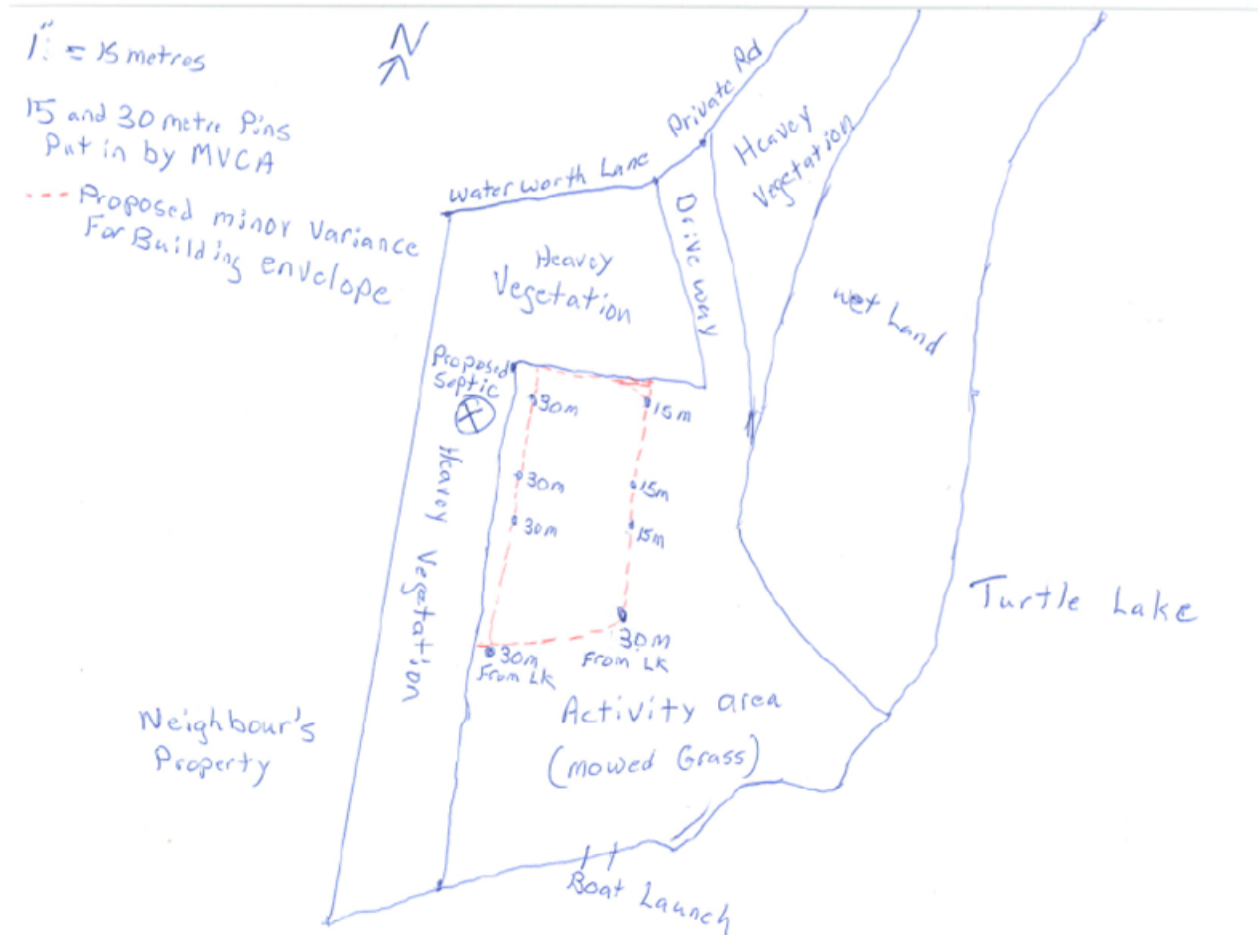 N
1" = 15 metres
15 and 30 metre Pins
Put in by MVCA
--- Proposed minor variance
For Building envelope
Private Rd
Water worth Lane
Heavey
Vegetation
Drive way
Heavey
Vegetation
wet Land
Proposed
Septic
30m
15m
30m
15m
30m
15m
Heavey Vegetation
30m
From LK
30m
From LK
Turtle Lake
Activity area
(mowed Grass)
Neighbour's
Property
Boat Launch